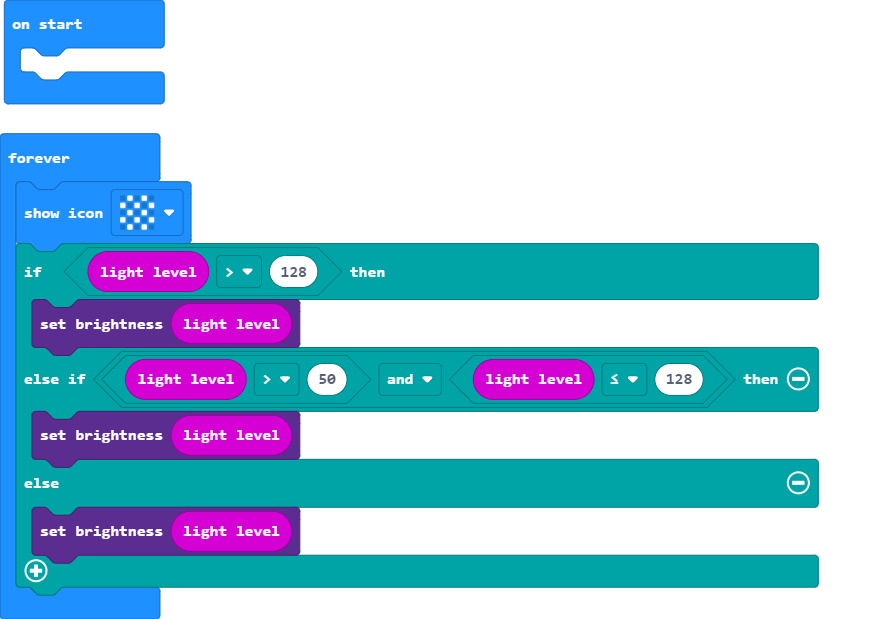 on start
forever
show icon
if light level > 128 then
set brightness light level
else if light level > 50 and light level ≤ 128 then
set brightness light level
else
set brightness light level